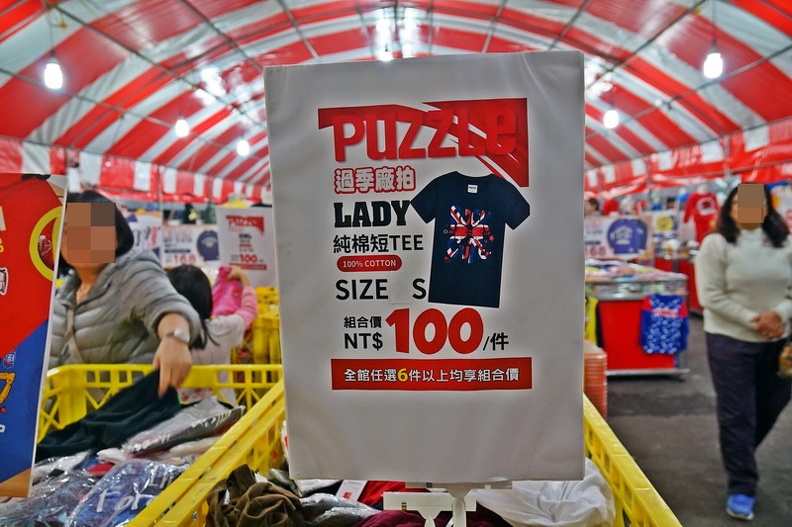 PUZZLE
過季廠拍
LADY
純棉短TEE
100% COTTON
SIZE S
組合價
NT$100/件
全館任選6件以上均享組合價
PUZZLE